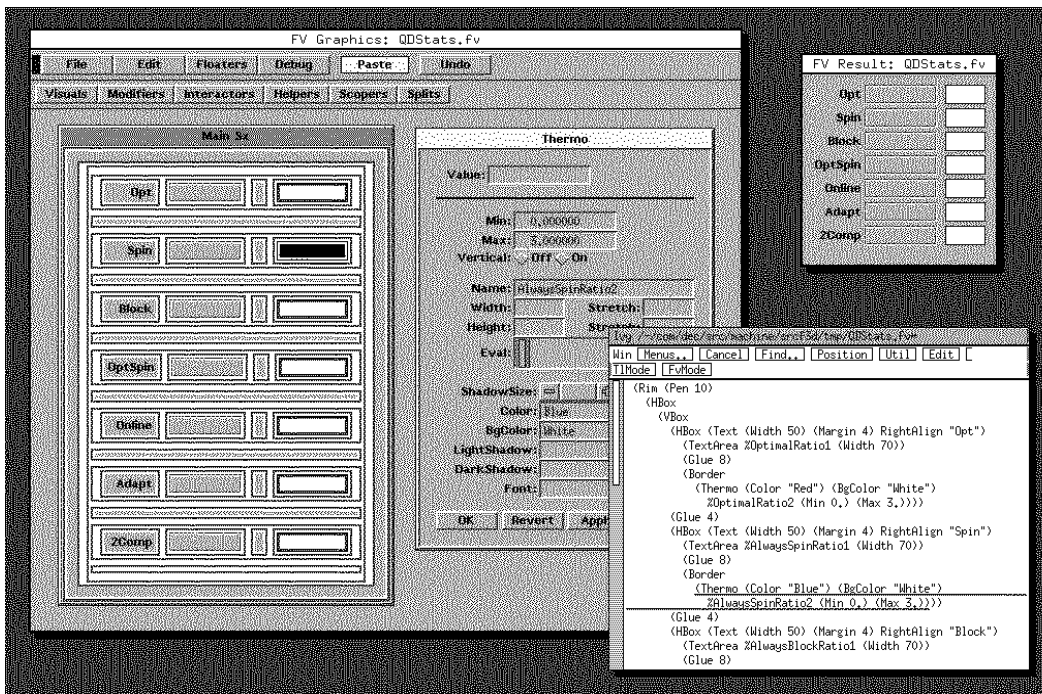 FV Graphics: QDStats.fv
File Edit Floaters Debug Paste Undo
Visuals Modifiers Interactors Helpers Scopers Splits
Main Sx
Opt
Spin
Block
OptSpin
Online
Adapt
2Comp
Thermo
Value:
Min: 0.000000
Max: 3.000000
Vertical: Off On
Name: AlwaysSpinRatio2
Width: Stretch:
Height:
Eval:
ShadowSize:
Color: Blue
BgColor: White
LightShadow:
DarkShadow:
Font:
OK Revert
FV Result: QDStats.fv
Opt
Spin
Block
OptSpin
Online
Adapt
2Comp
Win Menus.. Cancel Find.. Position Util Edit [
TlMode FvMode
(Rim (Pen 10)
(HBox
(VBox
(HBox (Text (Width 50) (Margin 4) RightAlign "Opt")
(TextArea %OptimalRatio1 (Width 70))
(Glue 8)
(Border
(Thermo (Color "Red") (BgColor "White")
%OptimalRatio2 (Min 0.) (Max 3.))))
(Glue 4)
(HBox (Text (Width 50) (Margin 4) RightAlign "Spin")
(TextArea %AlwaysSpinRatio1 (Width 70))
(Glue 8)
(Border
(Thermo (Color "Blue") (BgColor "White")
%AlwaysSpinRatio2 (Min 0.) (Max 3.))))
(Glue 4)
(HBox (Text (Width 50) (Margin 4) RightAlign "Block")
(TextArea %AlwaysBlockRatio1 (Width 70))
(Glue 8)